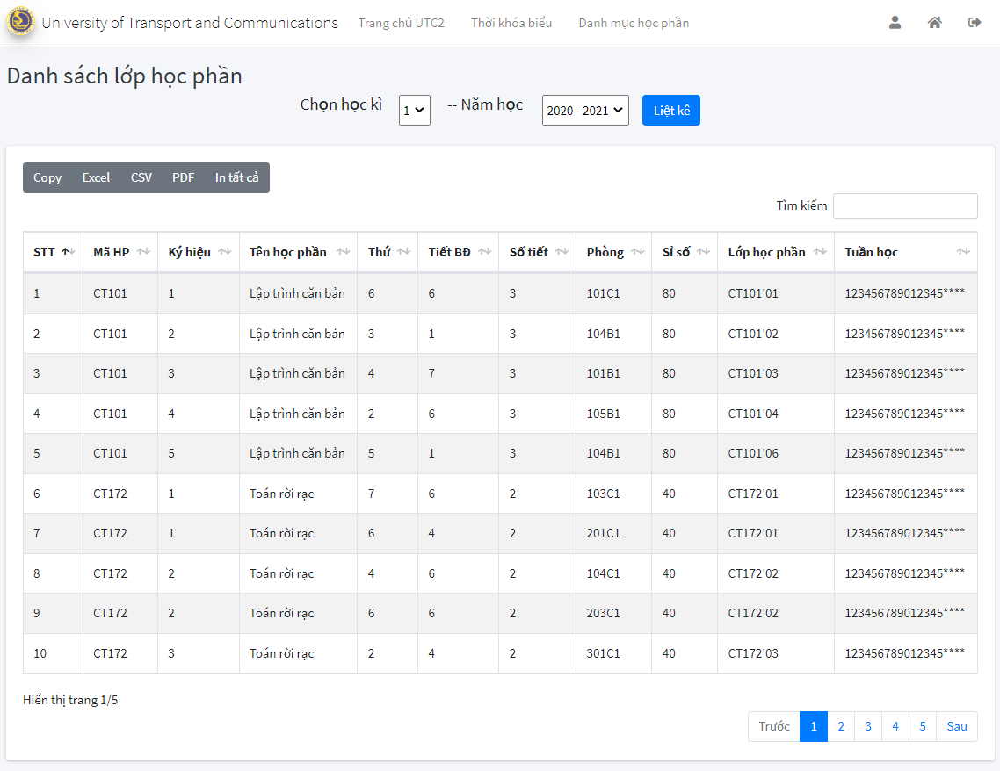 University of Transport and Communications Trang chủ UTC2 Thời khóa biểu Danh mục học phần
Danh sách lớp học phần
Chọn học kì 1 -- Năm học 2020 - 2021 Liệt kê
Copy Excel CSV PDF In tất cả
Tìm kiếm
STT Mã HP Ký hiệu Tên học phần Thứ Tiết BĐ Số tiết Phòng Sỉ số Lớp học phần Tuần học
1 CT101 1 Lập trình căn bản 6 6 3 101C1 80 CT101'01 123456789012345****
2 CT101 2 Lập trình căn bản 3 1 3 104B1 80 CT101'02 123456789012345****
3 CT101 3 Lập trình căn bản 4 7 3 101B1 80 CT101'03 123456789012345****
4 CT101 4 Lập trình căn bản 2 6 3 105B1 80 CT101'04 123456789012345****
5 CT101 5 Lập trình căn bản 5 1 3 104B1 80 CT101'06 123456789012345****
6 CT172 1 Toán rời rạc 7 6 2 103C1 40 CT172'01 123456789012345****
7 CT172 1 Toán rời rạc 6 4 2 201C1 40 CT172'01 123456789012345****
8 CT172 2 Toán rời rạc 4 6 2 104C1 40 CT172'02 123456789012345****
9 CT172 2 Toán rời rạc 6 6 2 203C1 40 CT172'02 123456789012345****
10 CT172 3 Toán rời rạc 2 4 2 301C1 40 CT172'03 123456789012345****
Hiển thị trang 1/5
Trước 1 2 3 4 5 Sau